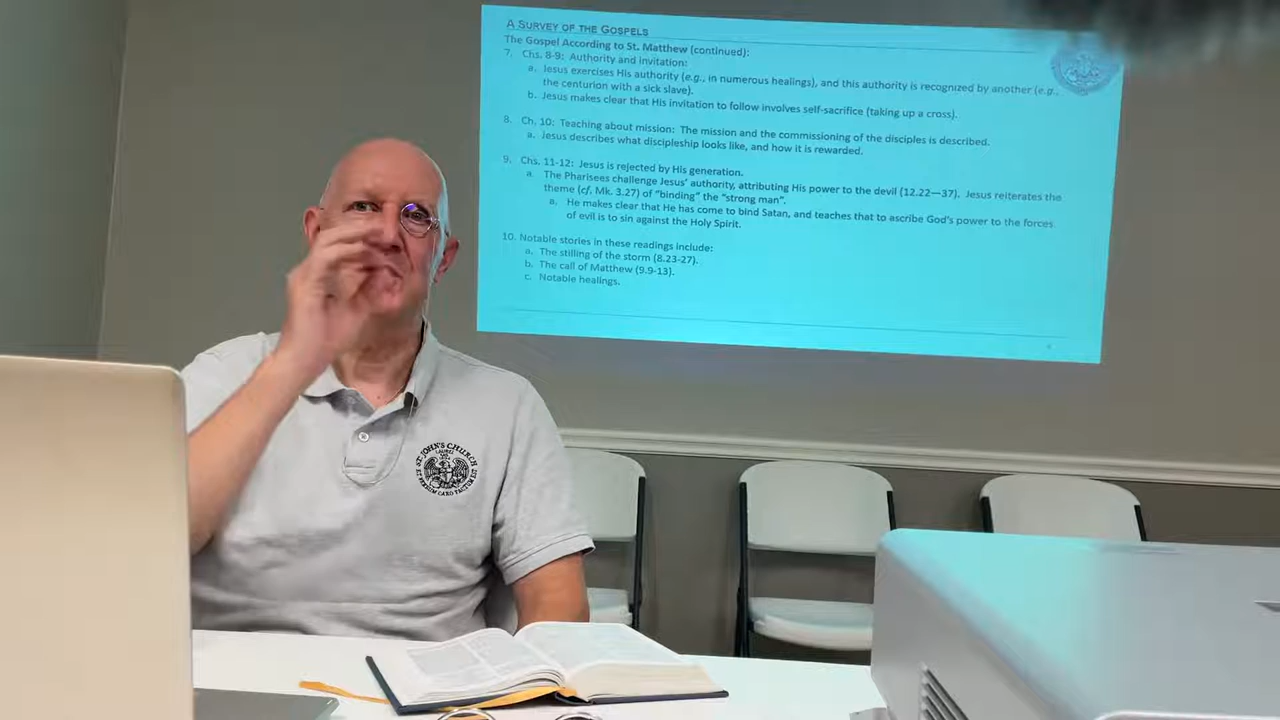 A SURVEY OF THE GOSPELS
The Gospel According to St. Matthew (continued):
7. Chs. 8-9: Authority and invitation:
a. Jesus exercises His authority (e.g., in numerous healings), and this authority is recognized by another (e.g.,
the centurion with a sick slave).
b. Jesus makes clear that His invitation to follow involves self-sacrifice (taking up a cross).
8. Ch. 10: Teaching about mission: The mission and the commissioning of the disciples is described.
a. Jesus describes what discipleship looks like, and how it is rewarded.
9. Chs. 11-12: Jesus is rejected by His generation.
a. The Pharisees challenge Jesus' authority, attributing His power to the devil (12.22—37). Jesus reiterates the
theme (cf. Mk. 3.27) of "binding" the "strong man".
a. He makes clear that He has come to bind Satan, and teaches that to ascribe God's power to the forces
of evil is to sin against the Holy Spirit.
10. Notable stories in these readings include:
a. The stilling of the storm (8.23-27).
b. The call of Matthew (9.9-13).
c. Notable healings.
ST. JOHN'S CHURCH
LAUREL
VERBUM CARO FACTUM EST